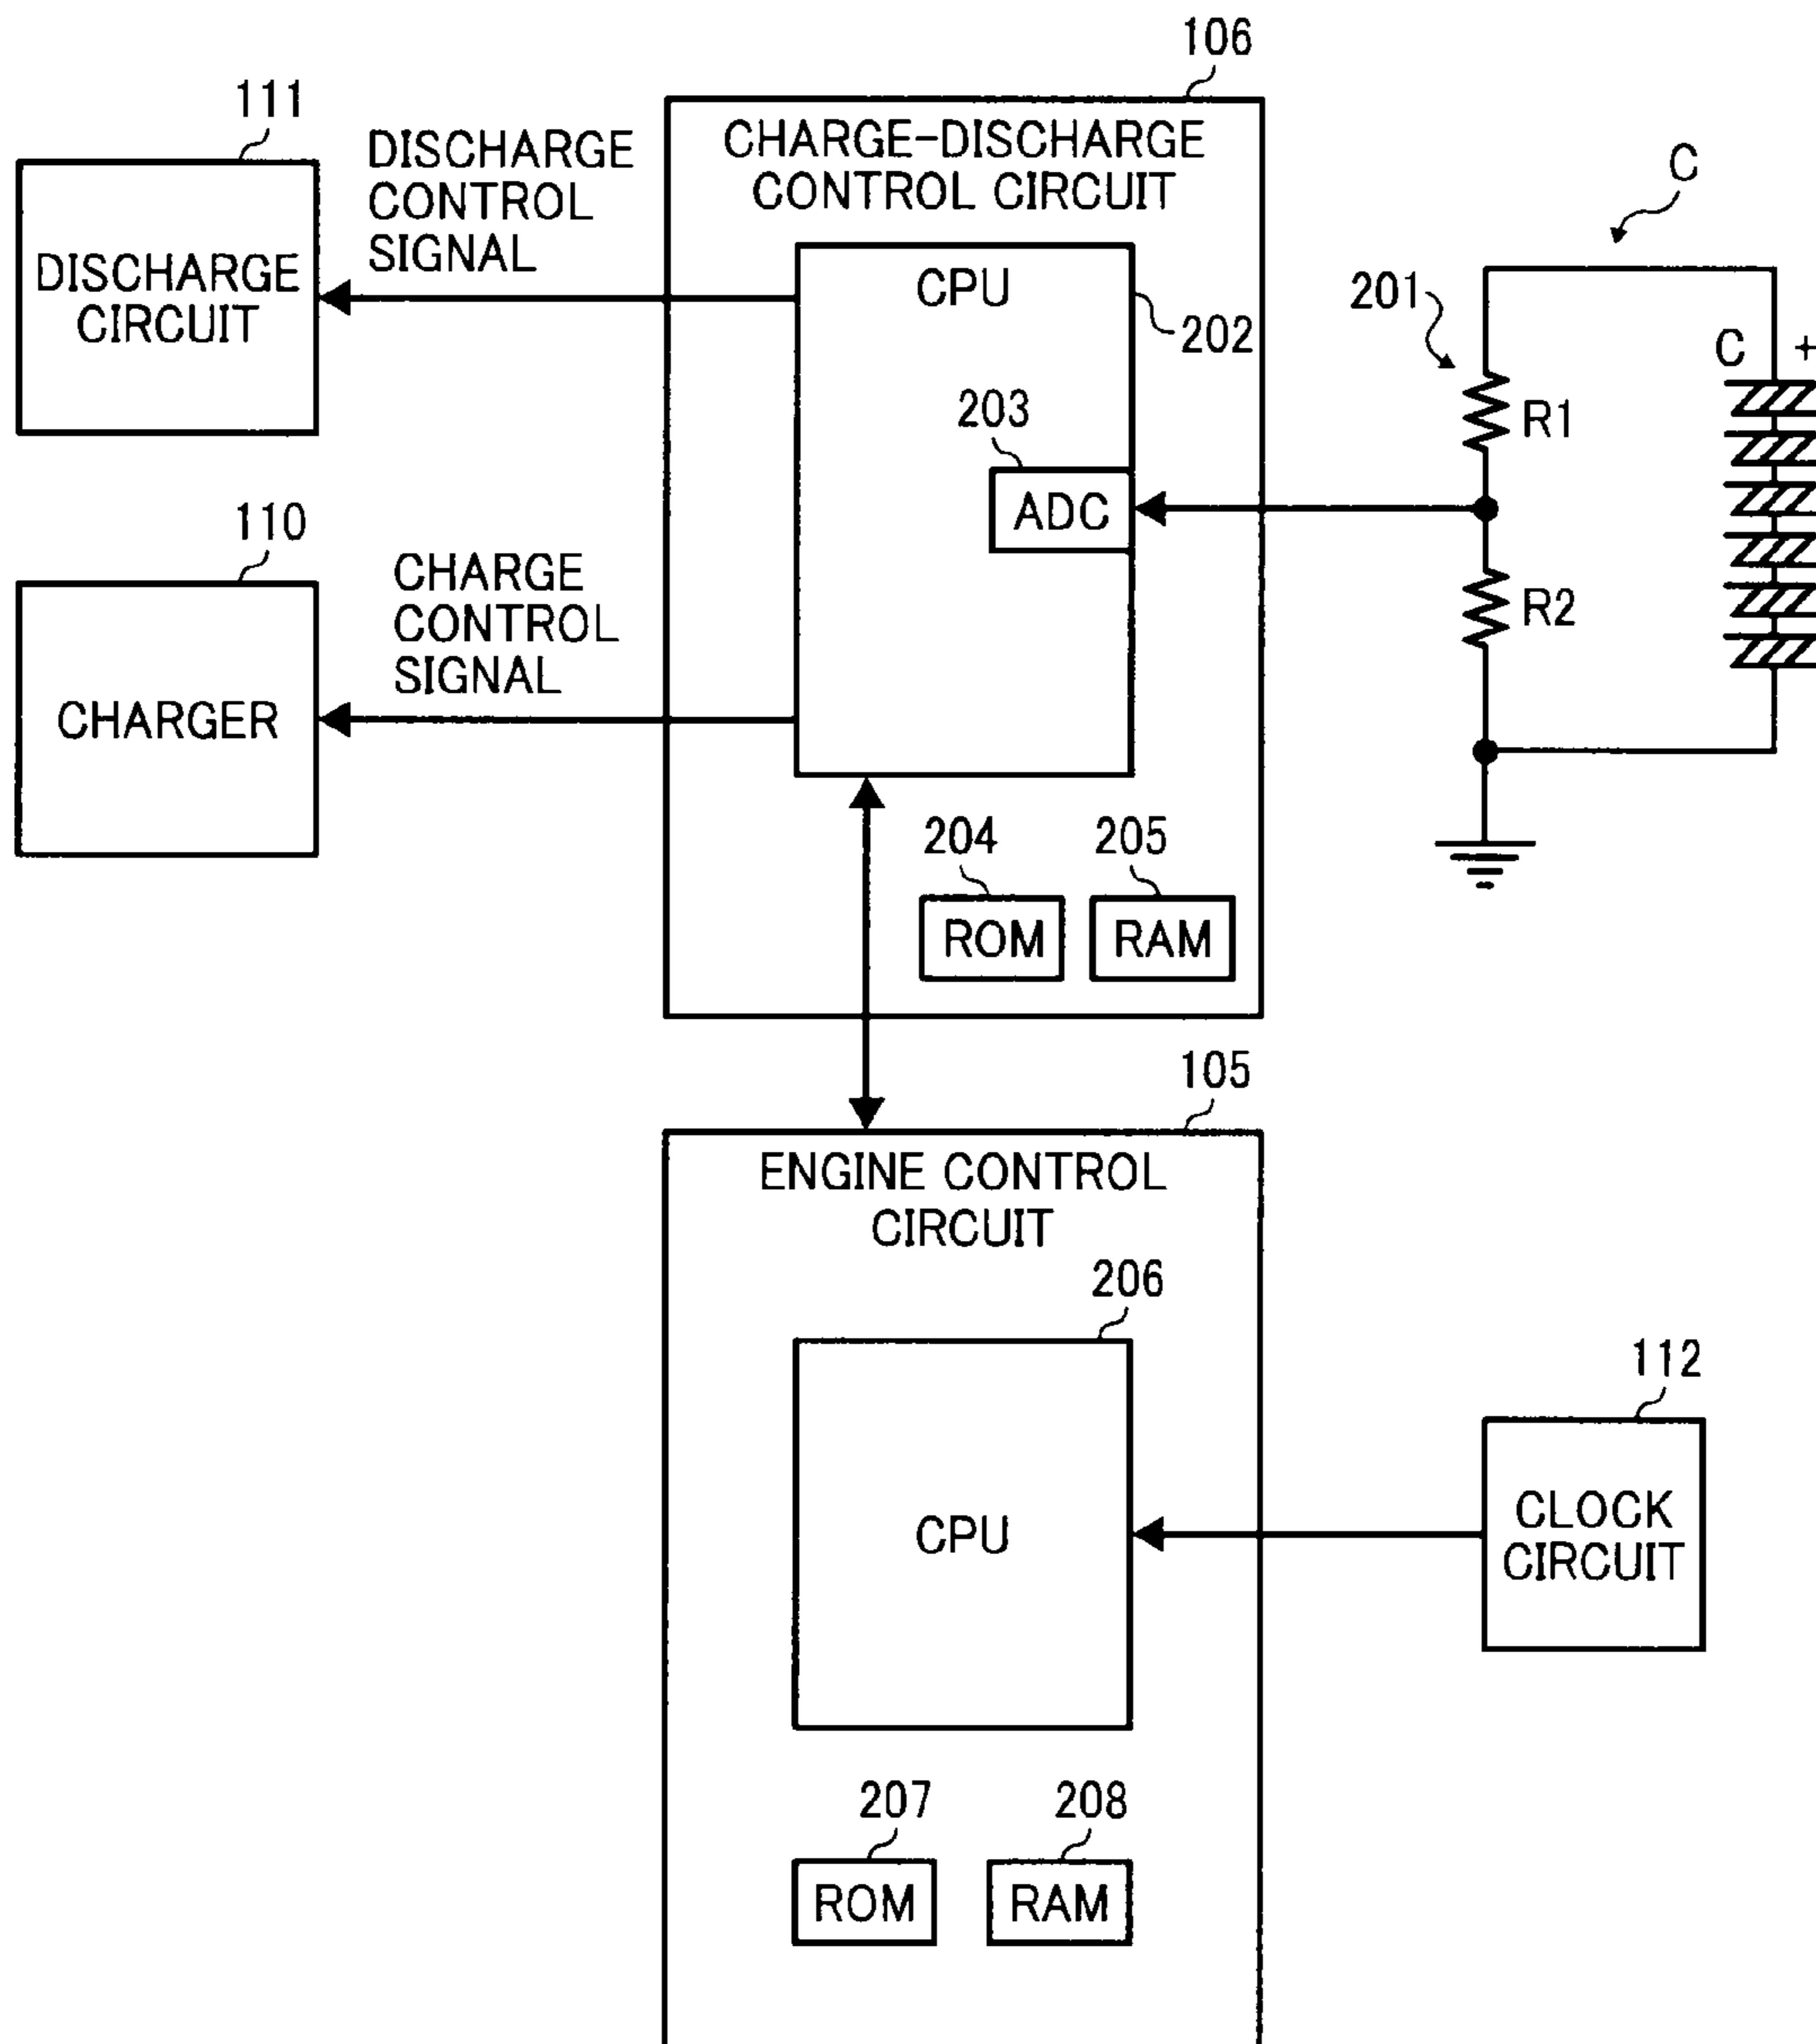 106
111
DISCHARGE
CONTROL
SIGNAL
CHARGE-DISCHARGE
CONTROL CIRCUIT
C
DISCHARGE
CIRCUIT
CPU
202
201
C +
R1
203
ADC
110
CHARGE
CONTROL
SIGNAL
R2
CHARGER
204
205
ROM
RAM
105
ENGINE CONTROL
CIRCUIT
206
112
CPU
CLOCK
CIRCUIT
207
208
ROM
RAM